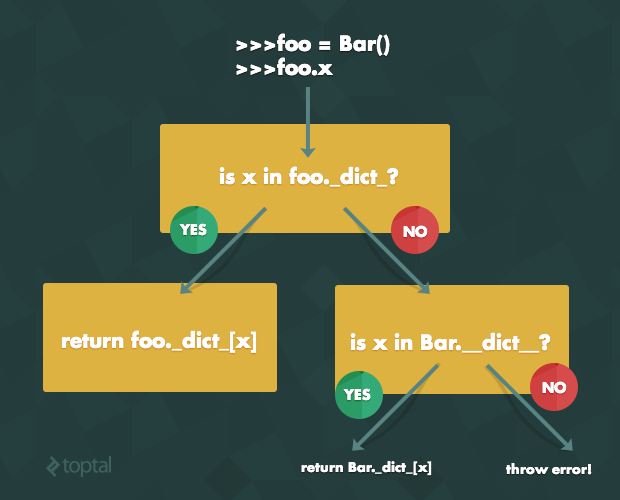 >>>foo = Bar()
>>>foo.x
is x in foo._dict_?
YES
NO
return foo._dict_[x]
is x in Bar.__dict__?
YES
NO
return Bar._dict_[x]
throw error!
toptal